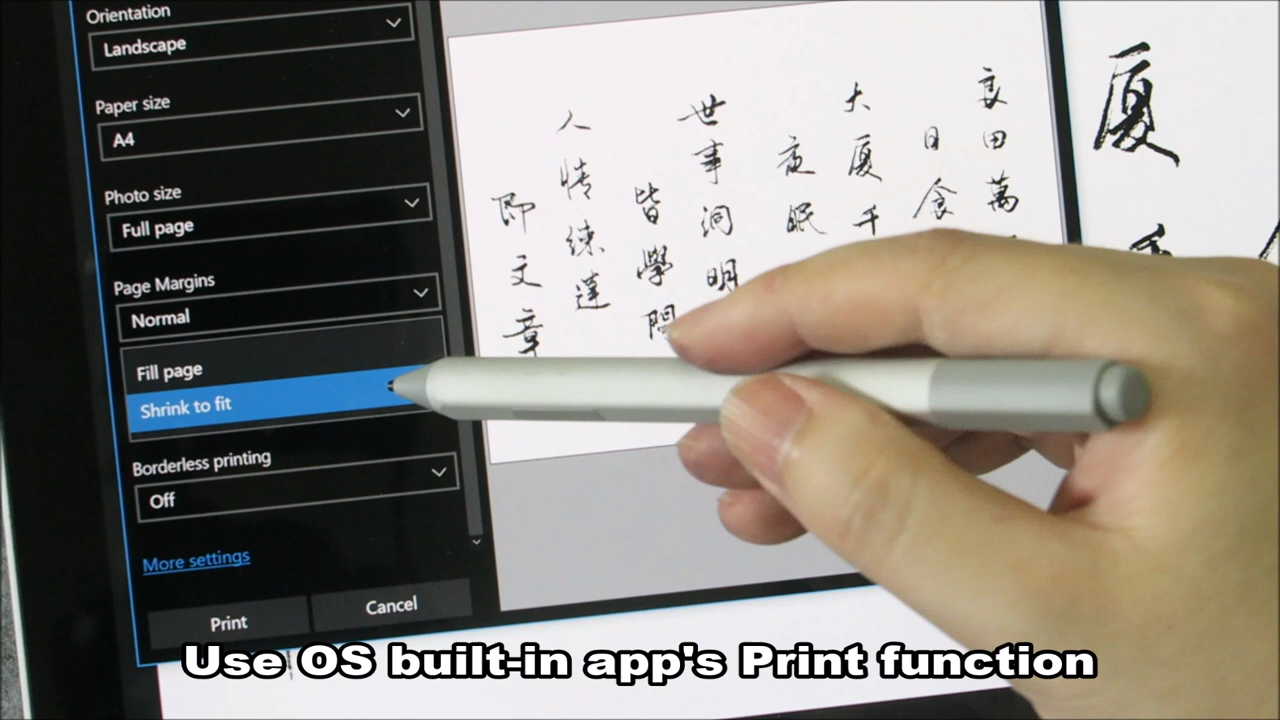 Orientation
Landscape
Paper size
A4
Photo size
Full page
Page Margins
Normal
Fill page
Shrink to fit
Borderless printing
Off
More settings
Print
Cancel
良田萬
日食
大厦千
夜眠
世事洞明
皆學問
人情練達
即文章
厦
Use OS built-in app's Print function